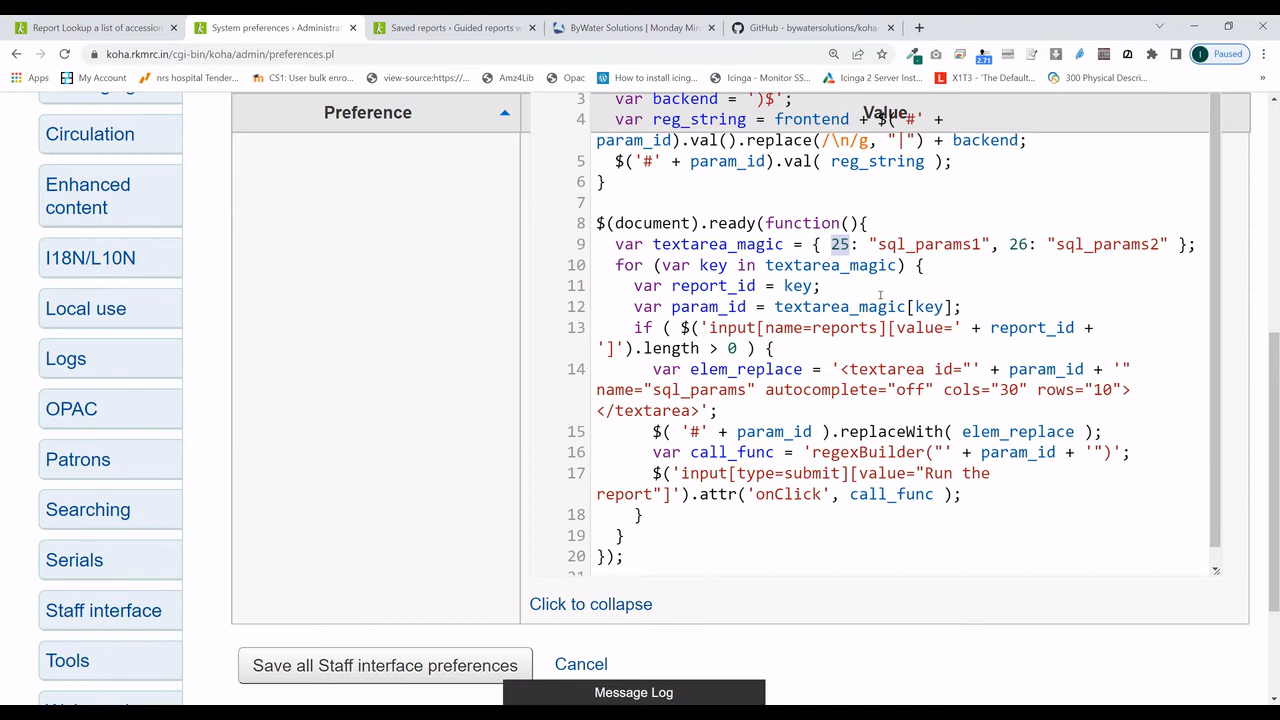 Report Lookup a list of accession
System preferences › Administra
Saved reports › Guided reports w
ByWater Solutions | Monday Min
GitHub - bywatersolutions/koha-
koha.rkmrc.in/cgi-bin/koha/admin/preferences.pl
2.71
Paused
Apps
My Account
nrs hospital Tender...
CS1: User bulk enro...
view-source:https:/...
Amz4Lib
Opac
How to install icing...
Icinga - Monitor SS...
Icinga 2 Server Inst...
X1T3 - 'The Default...
300 Physical Descri...
»
Circulation
Enhanced content
I18N/L10N
Local use
Logs
OPAC
Patrons
Searching
Serials
Staff interface
Tools
Preference
Value
3 var backend = ')$';
4 var reg_string = frontend + $('#' +
param_id).val().replace(/\n/g, "|") + backend;
5 $('#' + param_id).val( reg_string );
6 }
7
8 $(document).ready(function(){
9 var textarea_magic = { 25: "sql_params1", 26: "sql_params2" };
10 for (var key in textarea_magic) {
11 var report_id = key;
12 var param_id = textarea_magic[key];
13 if ( $('input[name=reports][value=' + report_id +
']').length > 0 ) {
14 var elem_replace = '<textarea id="' + param_id + '"
name="sql_params" autocomplete="off" cols="30" rows="10">
</textarea>';
15 $( '#' + param_id ).replaceWith( elem_replace );
16 var call_func = 'regexBuilder("' + param_id + '")';
17 $('input[type=submit][value="Run the
report"]').attr('onClick', call_func );
18 }
19 }
20 });
21
Click to collapse
Save all Staff interface preferences
Cancel
Message Log